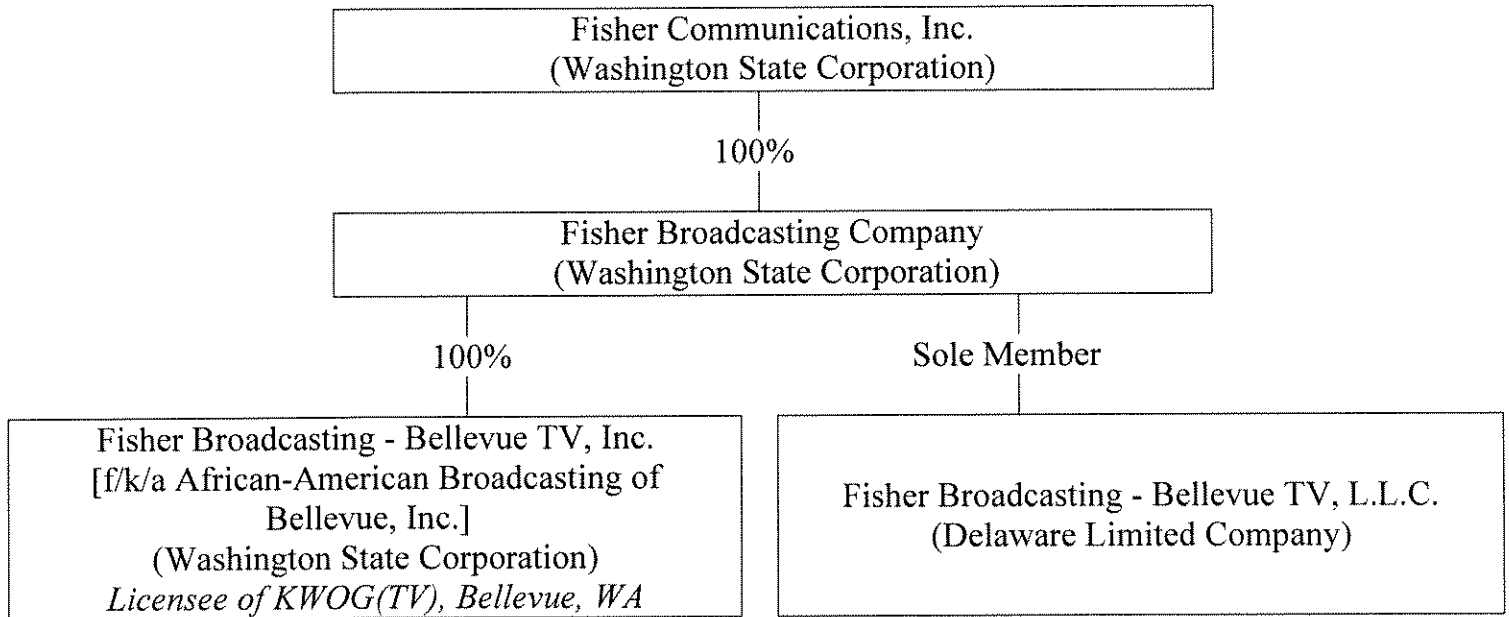 Fisher Communications, Inc.
(Washington State Corporation)
100%
Fisher Broadcasting Company
(Washington State Corporation)
100%
Sole Member
Fisher Broadcasting - Bellevue TV, Inc.
[f/k/a African-American Broadcasting of
Bellevue, Inc.]
(Washington State Corporation)
Licensee of KWOG(TV), Bellevue, WA
Fisher Broadcasting - Bellevue TV, L.L.C.
(Delaware Limited Company)